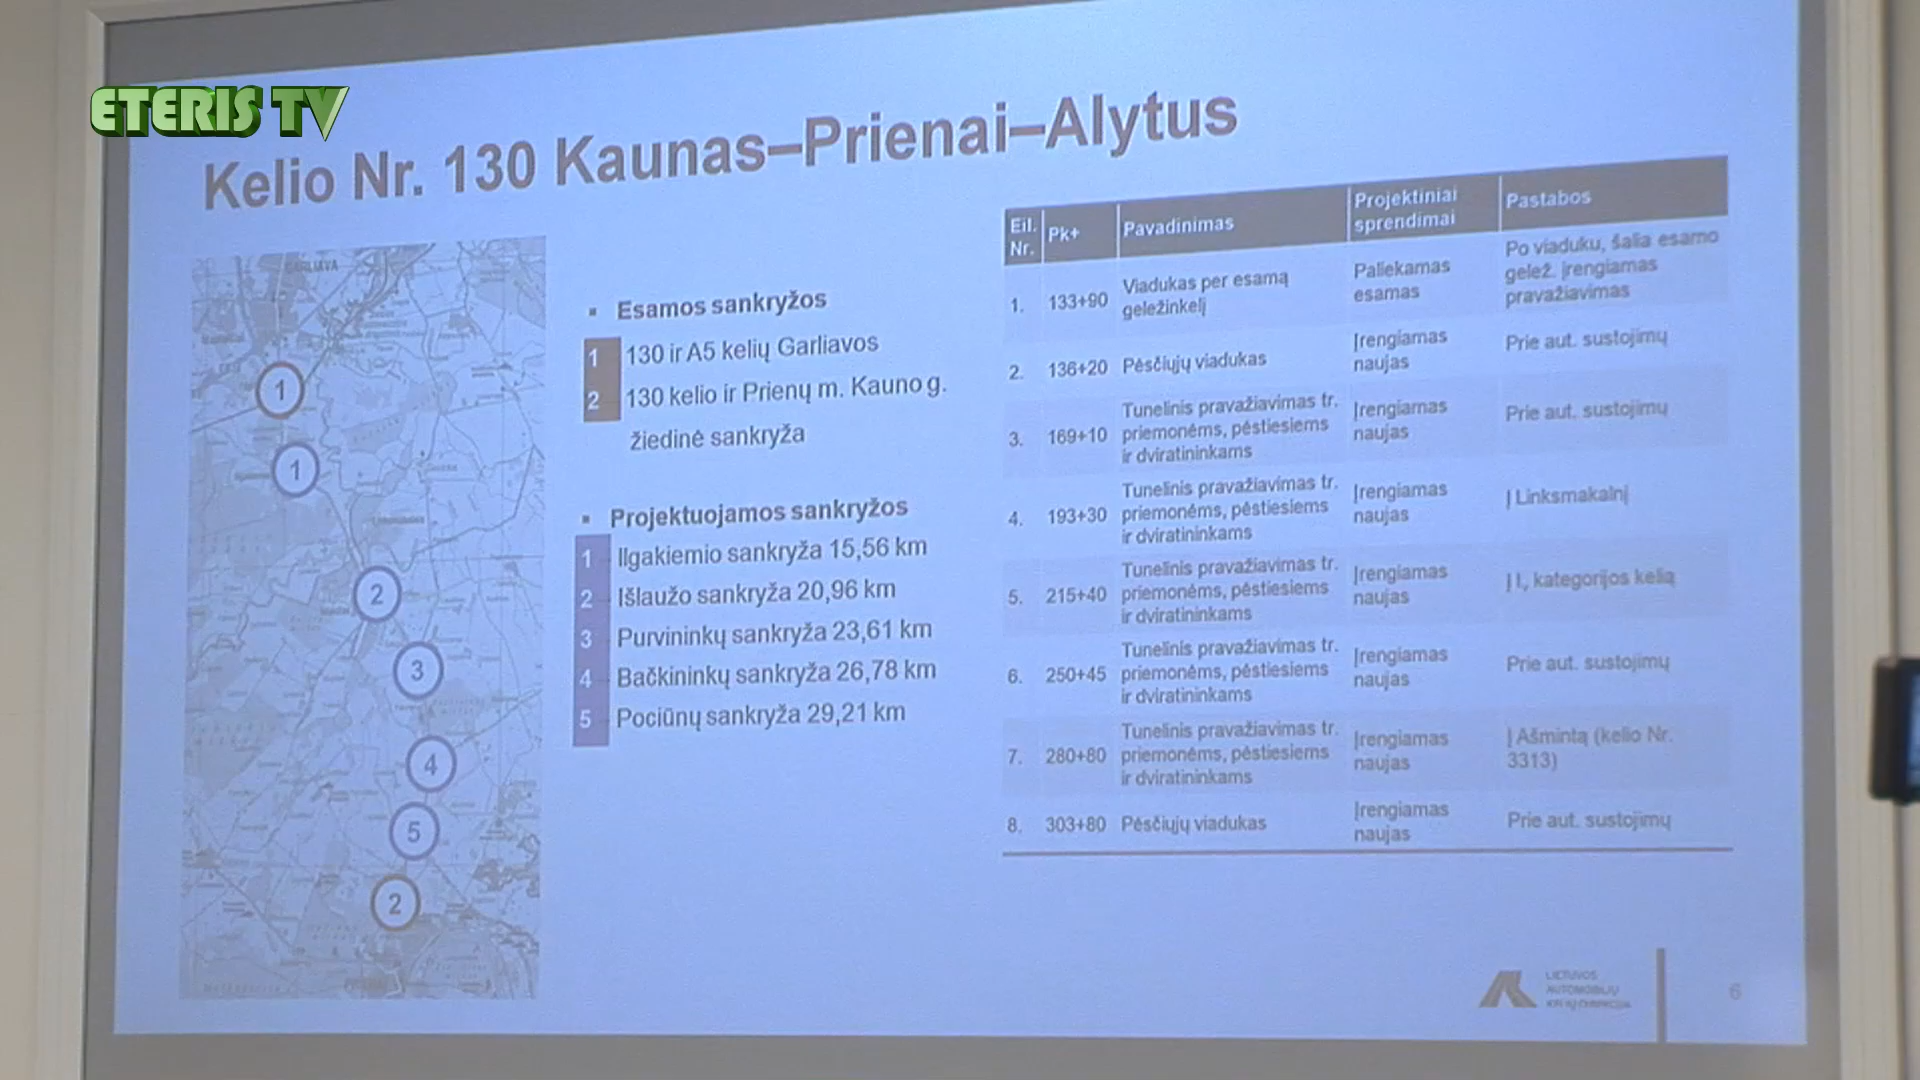 ETERIS TV
Kelio Nr. 130 Kaunas–Prienai–Alytus
GARLIAVA
1
1
2
3
4
5
2
▪ Esamos sankryžos
1 130 ir A5 kelių Garliavos
2 130 kelio ir Prienų m. Kauno g.
žiedinė sankryža
▪ Projektuojamos sankryžos
1 Ilgakiemio sankryža 15,56 km
2 Išlaužo sankryža 20,96 km
3 Purvininkų sankryža 23,61 km
4 Bačkininkų sankryža 26,78 km
5 Pociūnų sankryža 29,21 km
Eil. Nr. Pk+ Pavadinimas Projektiniai sprendimai Pastabos
1. 133+90 Viadukas per esamą geležinkelį Paliekamas esamas Po viaduku, šalia esamo gelež. įrengiamas pravažiavimas
2. 136+20 Pėsčiųjų viadukas Įrengiamas naujas Prie aut. sustojimų
3. 169+10 Tunelinis pravažiavimas tr. priemonėms, pėstiesiems ir dviratininkams Įrengiamas naujas Prie aut. sustojimų
4. 193+30 Tunelinis pravažiavimas tr. priemonėms, pėstiesiems ir dviratininkams Įrengiamas naujas Į Linksmakalnį
5. 215+40 Tunelinis pravažiavimas tr. priemonėms, pėstiesiems ir dviratininkams Įrengiamas naujas Į I, kategorijos kelią
6. 250+45 Tunelinis pravažiavimas tr. priemonėms, pėstiesiems ir dviratininkams Įrengiamas naujas Prie aut. sustojimų
7. 280+80 Tunelinis pravažiavimas tr. priemonėms, pėstiesiems ir dviratininkams Įrengiamas naujas Į Ašmintą (kelio Nr. 3313)
8. 303+80 Pėsčiųjų viadukas Įrengiamas naujas Prie aut. sustojimų
LIETUVOS
AUTOMOBILIŲ
KELIŲ DIREKCIJA
6